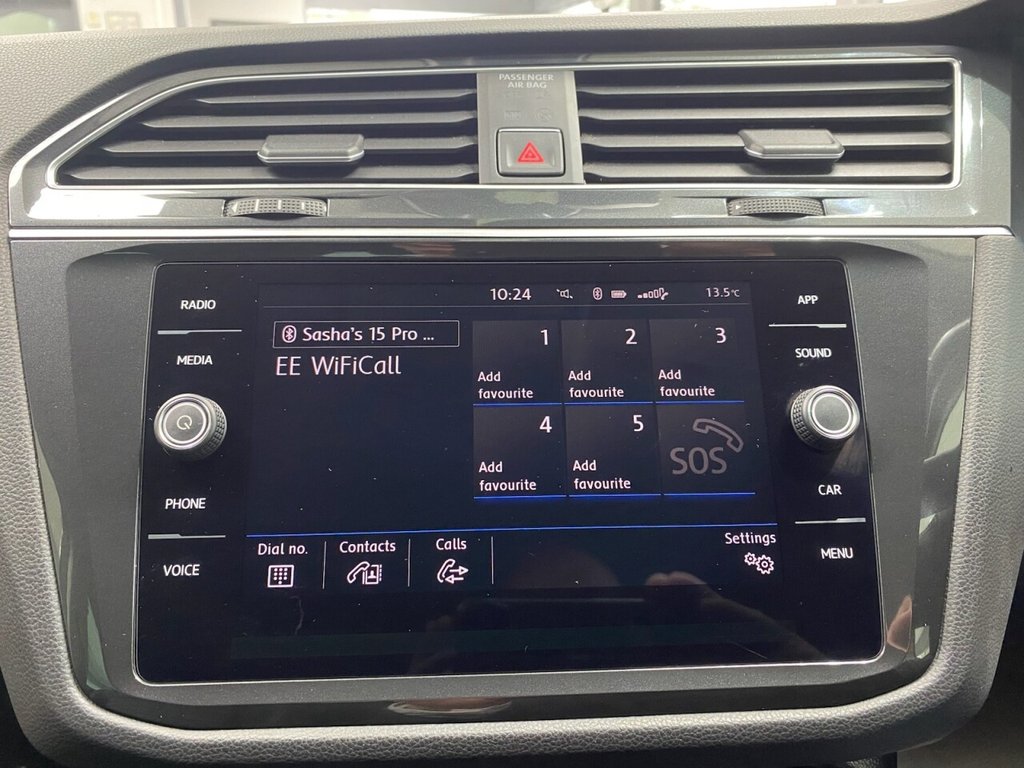 PASSENGER
AIR BAG
RADIO
MEDIA
PHONE
VOICE
10:24
13.5°C
Sasha's 15 Pro ...
EE WiFiCall
1
Add
favourite
2
Add
favourite
3
Add
favourite
4
Add
favourite
5
Add
favourite
SOS
Dial no.
Contacts
Calls
Settings
APP
SOUND
CAR
MENU